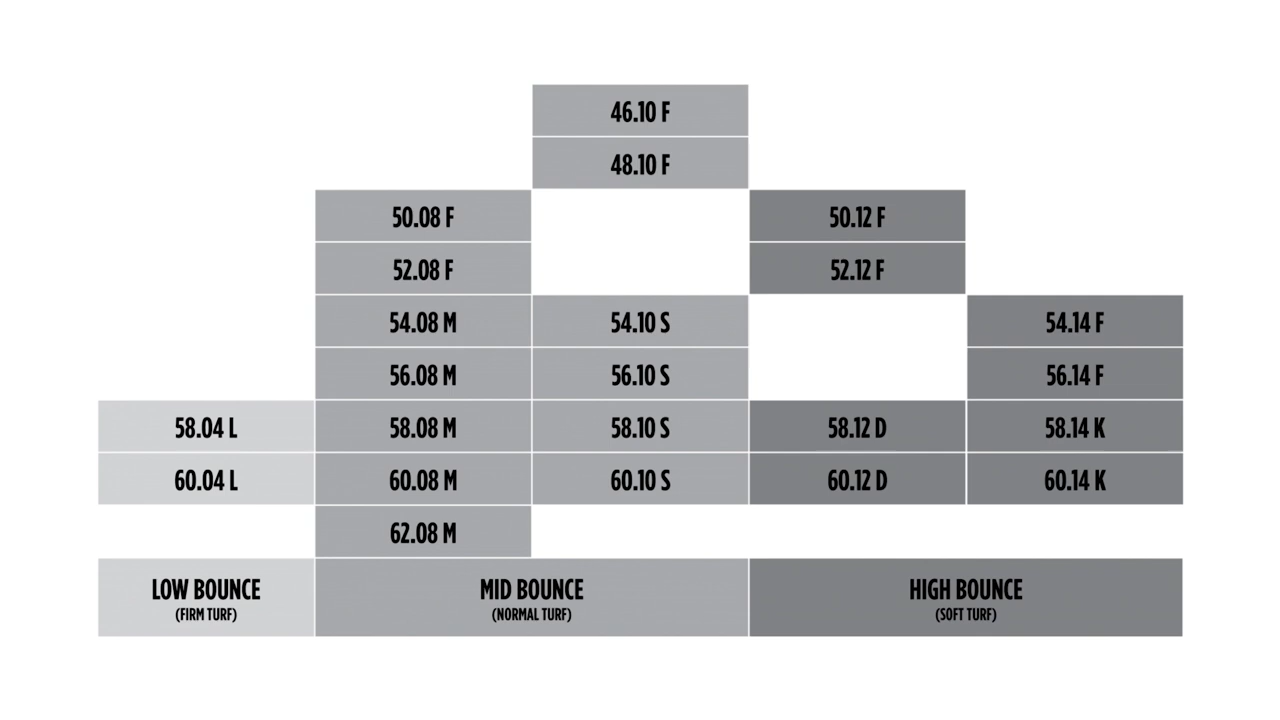 46.10 F
48.10 F
50.08 F
50.12 F
52.08 F
52.12 F
54.08 M
54.10 S
54.14 F
56.08 M
56.10 S
56.14 F
58.04 L
58.08 M
58.10 S
58.12 D
58.14 K
60.04 L
60.08 M
60.10 S
60.12 D
60.14 K
62.08 M
LOW BOUNCE
(FIRM TURF)
MID BOUNCE
(NORMAL TURF)
HIGH BOUNCE
(SOFT TURF)